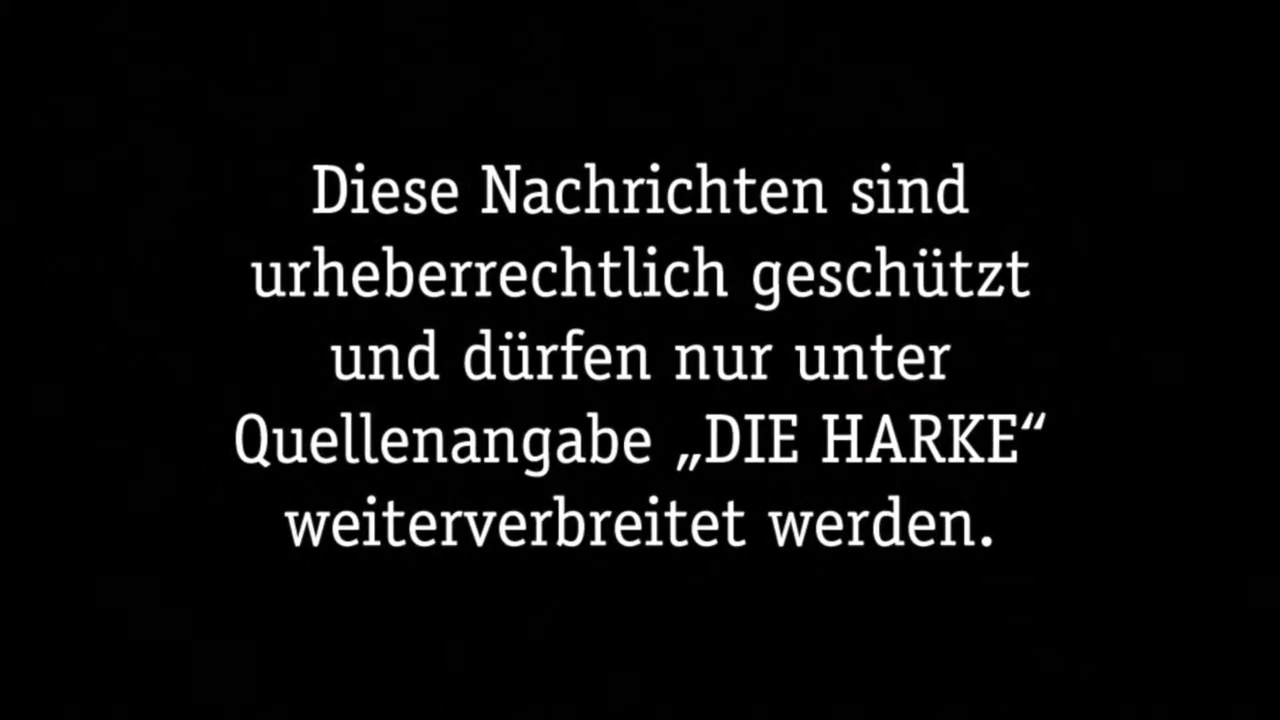 Diese Nachrichten sind
urheberrechtlich geschützt
und dürfen nur unter
Quellenangabe „DIE HARKE“
weiterverbreitet werden.